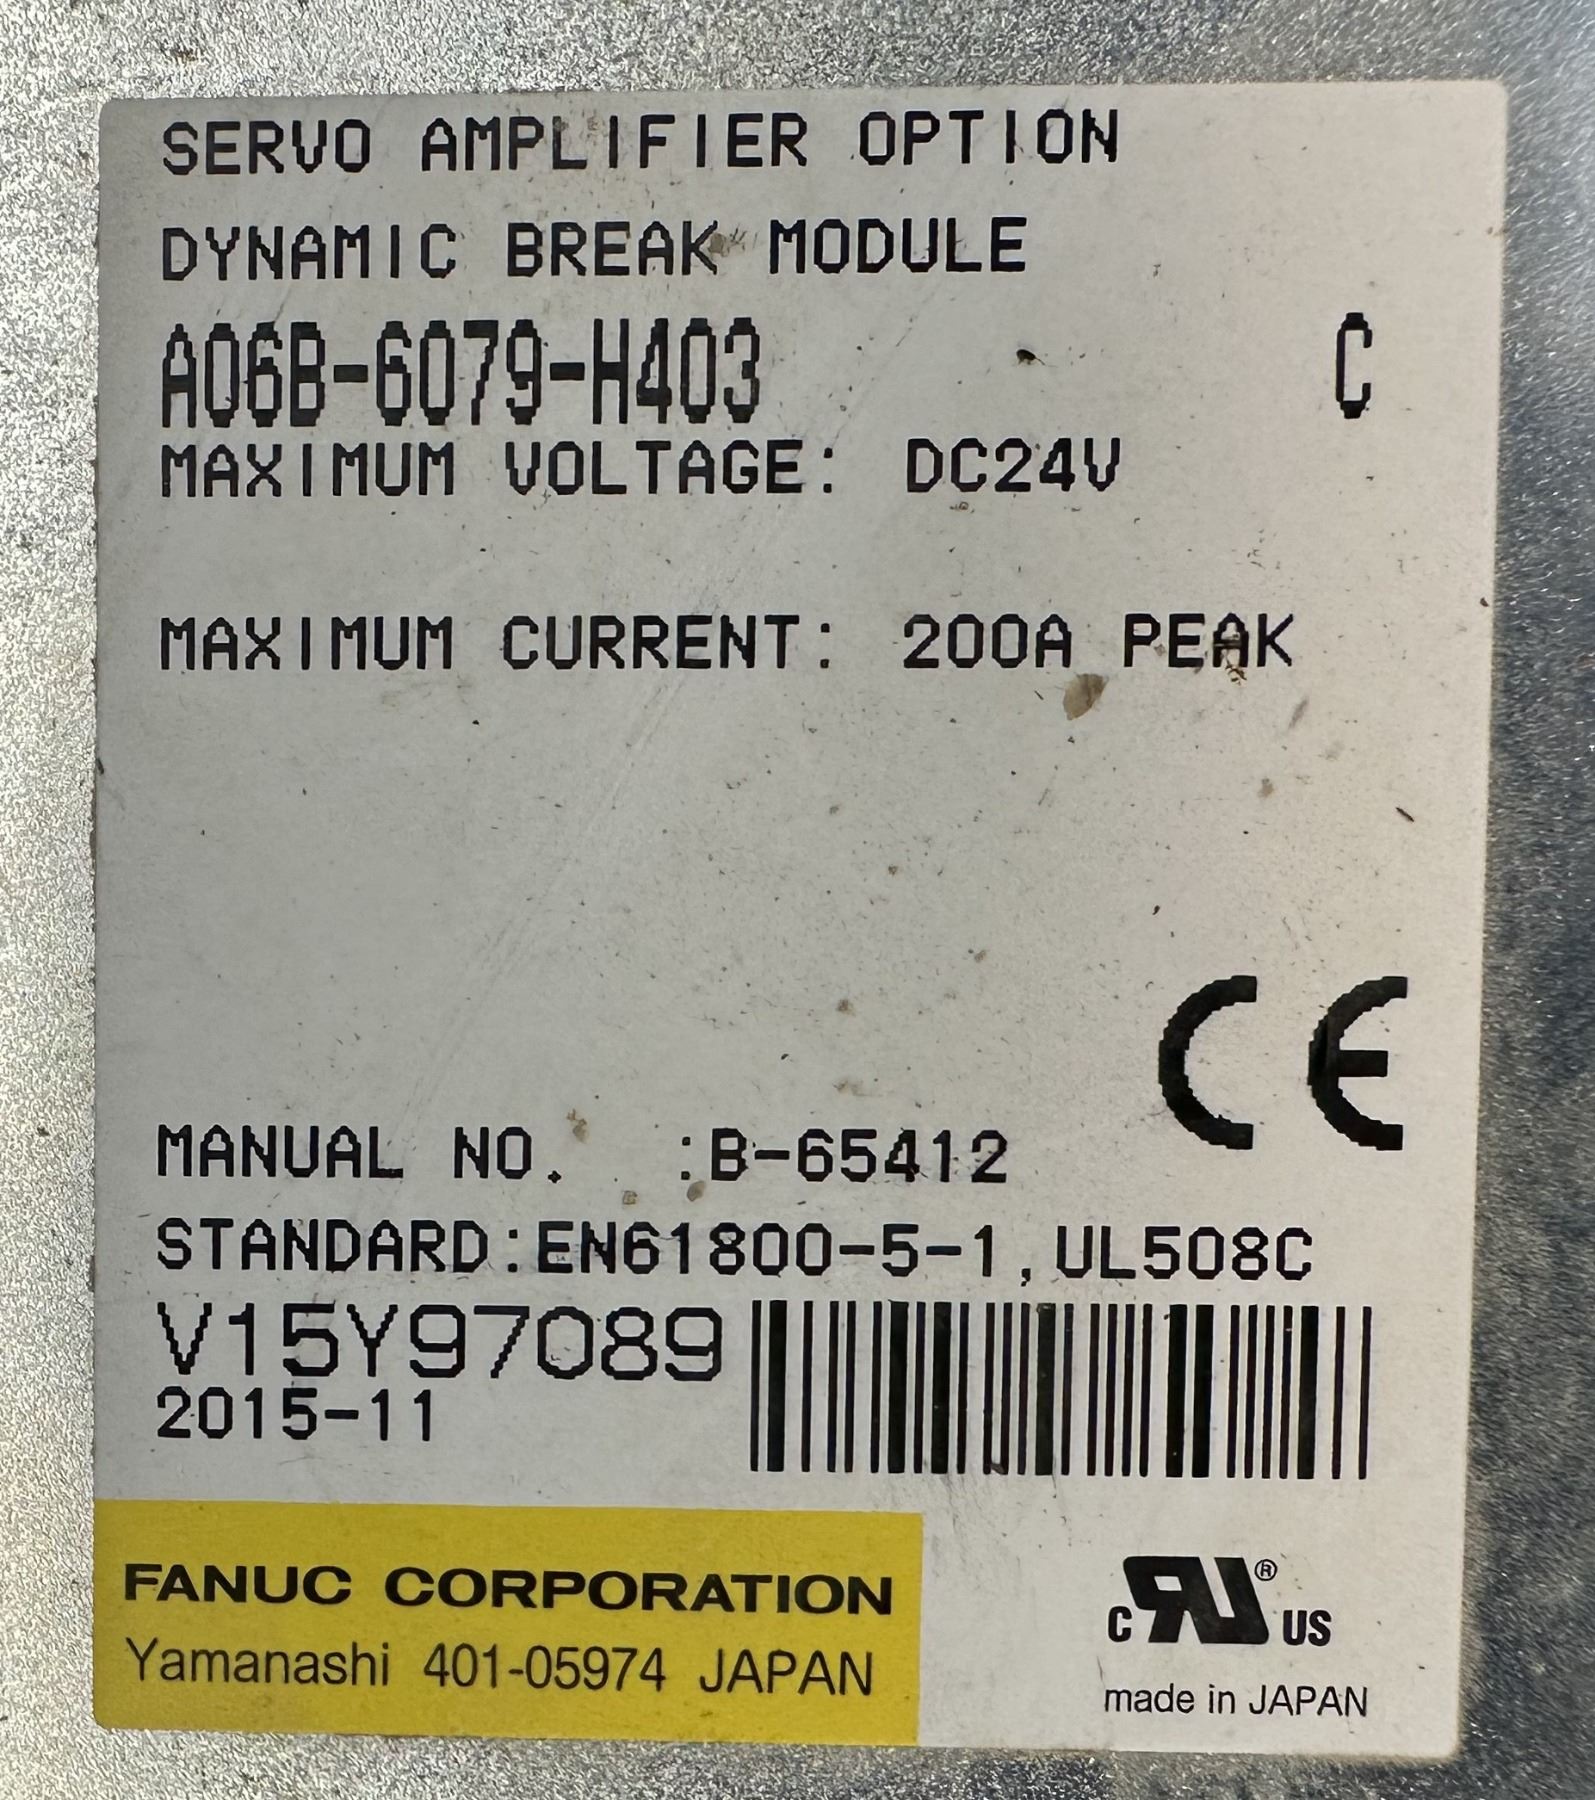 SERVO AMPLIFIER OPTION
DYNAMIC BREAK MODULE
A06B-6079-H403 C
MAXIMUM VOLTAGE: DC24V
MAXIMUM CURRENT: 200A PEAK
CE
MANUAL NO. :B-65412
STANDARD:EN61800-5-1,UL508C
V15Y97089
2015-11
FANUC CORPORATION
Yamanashi 401-05974 JAPAN
c RU ® US
made in JAPAN